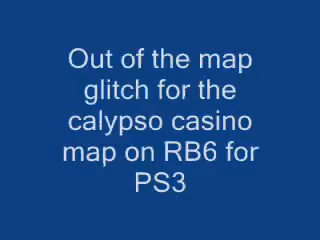 Out of the map
glitch for the
calypso casino
map on RB6 for
PS3